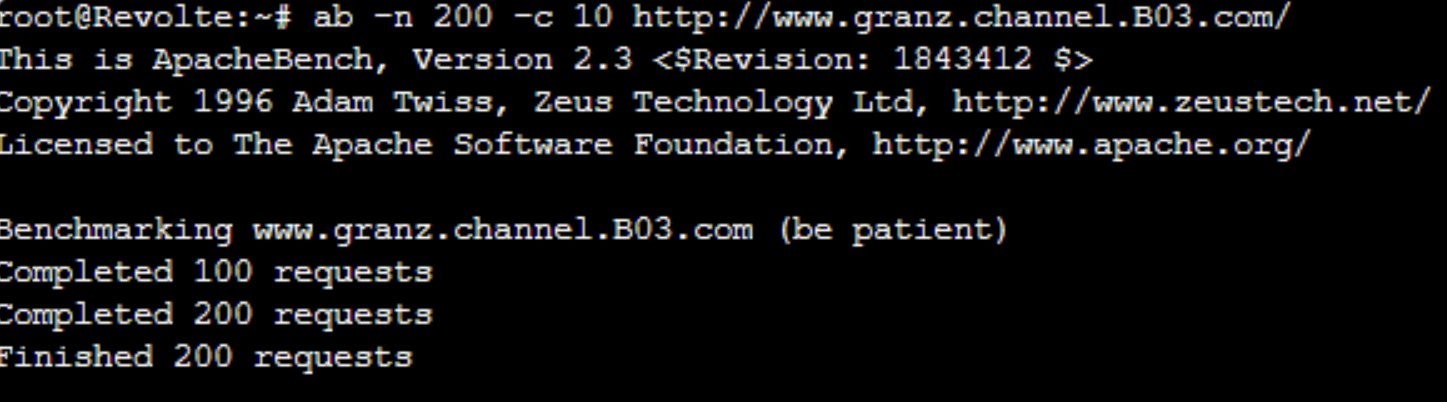 root@Revolte:~# ab -n 200 -c 10 http://www.granz.channel.B03.com/
This is ApacheBench, Version 2.3 <$Revision: 1843412 $>
Copyright 1996 Adam Twiss, Zeus Technology Ltd, http://www.zeustech.net/
Licensed to The Apache Software Foundation, http://www.apache.org/
Benchmarking www.granz.channel.B03.com (be patient)
Completed 100 requests
Completed 200 requests
Finished 200 requests